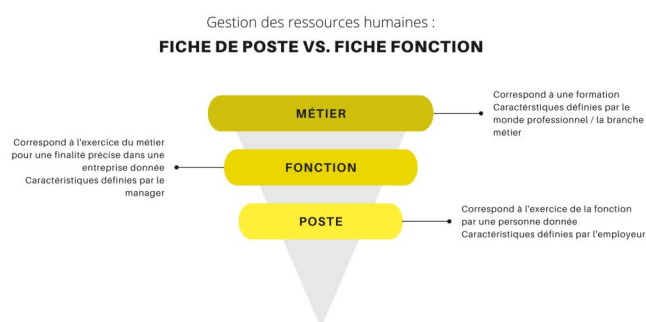 Gestion des ressources humaines :
FICHE DE POSTE VS. FICHE FONCTION
MÉTIER
Correspond à une formation
Caractérstiques définies par le
monde professionnel / la branche
métier
Correspond à l'exercice du métier
pour une finalité précise dans une
entreprise donnée
Caractéristiques définies par le
manager
FONCTION
POSTE
Correspond à l'exercice de la fonction
par une personne donnée
Caractéristiques définies par l'employeur